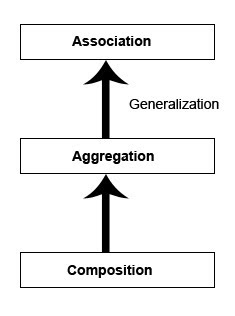 Association
Generalization
Aggregation
Composition